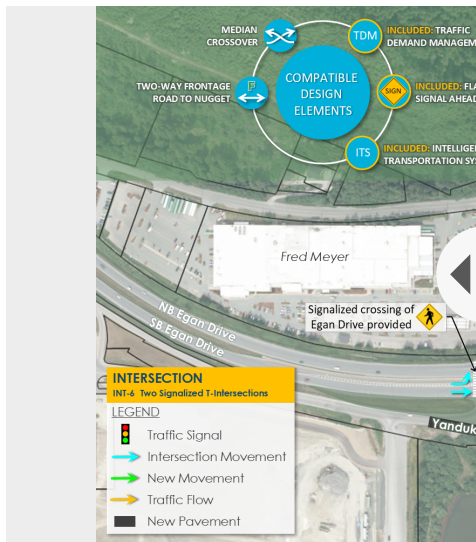 MEDIAN
CROSSOVER
TDM
INCLUDED: TRAFFIC
DEMAND MANAGEM
COMPATIBLE
DESIGN
ELEMENTS
TWO-WAY FRONTAGE
ROAD TO NUGGET
F
SIGN
INCLUDED: FLA
SIGNAL AHEAD
ITS
INCLUDED: INTELLIGEN
TRANSPORTATION SYS
Fred Meyer
Signalized crossing of
Egan Drive provided
NB Egan Drive
SB Egan Drive
Yanduk
INTERSECTION
INT-6 Two Signalized T-Intersections
LEGEND
Traffic Signal
Intersection Movement
New Movement
Traffic Flow
New Pavement